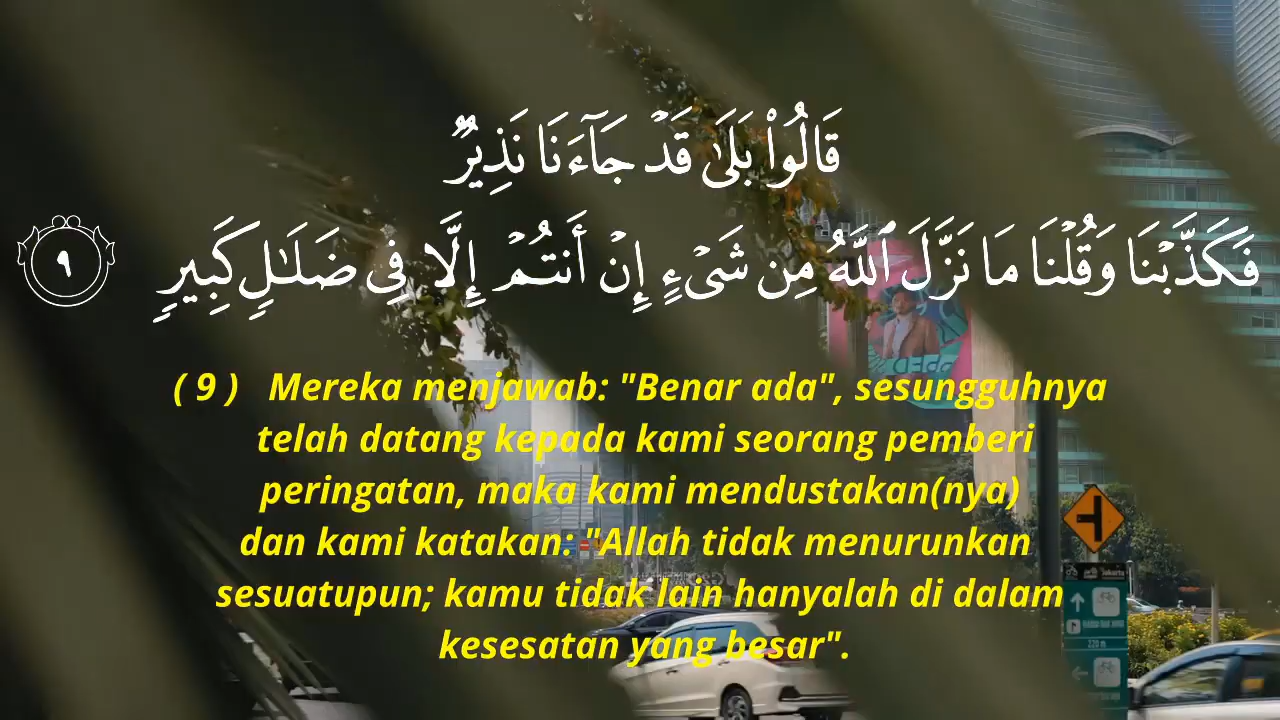 قَالُوا۟ بَلَىٰ قَدْ جَآءَنَا نَذِيرٌ
فَكَذَّبْنَا وَقُلْنَا مَا نَزَّلَ ٱللَّهُ مِن شَىْءٍ إِنْ أَنتُمْ إِلَّا فِى ضَلَـٰلٍ كَبِيرٍ ٩
( 9 ) Mereka menjawab: "Benar ada", sesungguhnya
telah datang kepada kami seorang pemberi
peringatan, maka kami mendustakan(nya)
dan kami katakan: "Allah tidak menurunkan
sesuatupun; kamu tidak lain hanyalah di dalam
kesesatan yang besar".